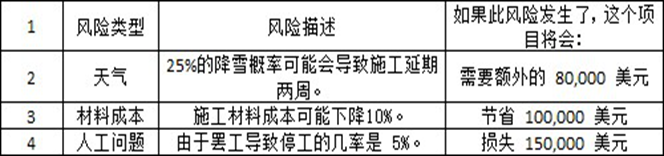 1 风险类型 风险描述 如果此风险发生了，这个项
目将会：
2 天气 25%的降雪概率可能会导致施工延期
两周。 需要额外的 80,000 美元
3 材料成本 施工材料成本可能下降10%。 节省 100,000 美元
4 人工问题 由于罢工导致停工的几率是 5%。 损失 150,000 美元